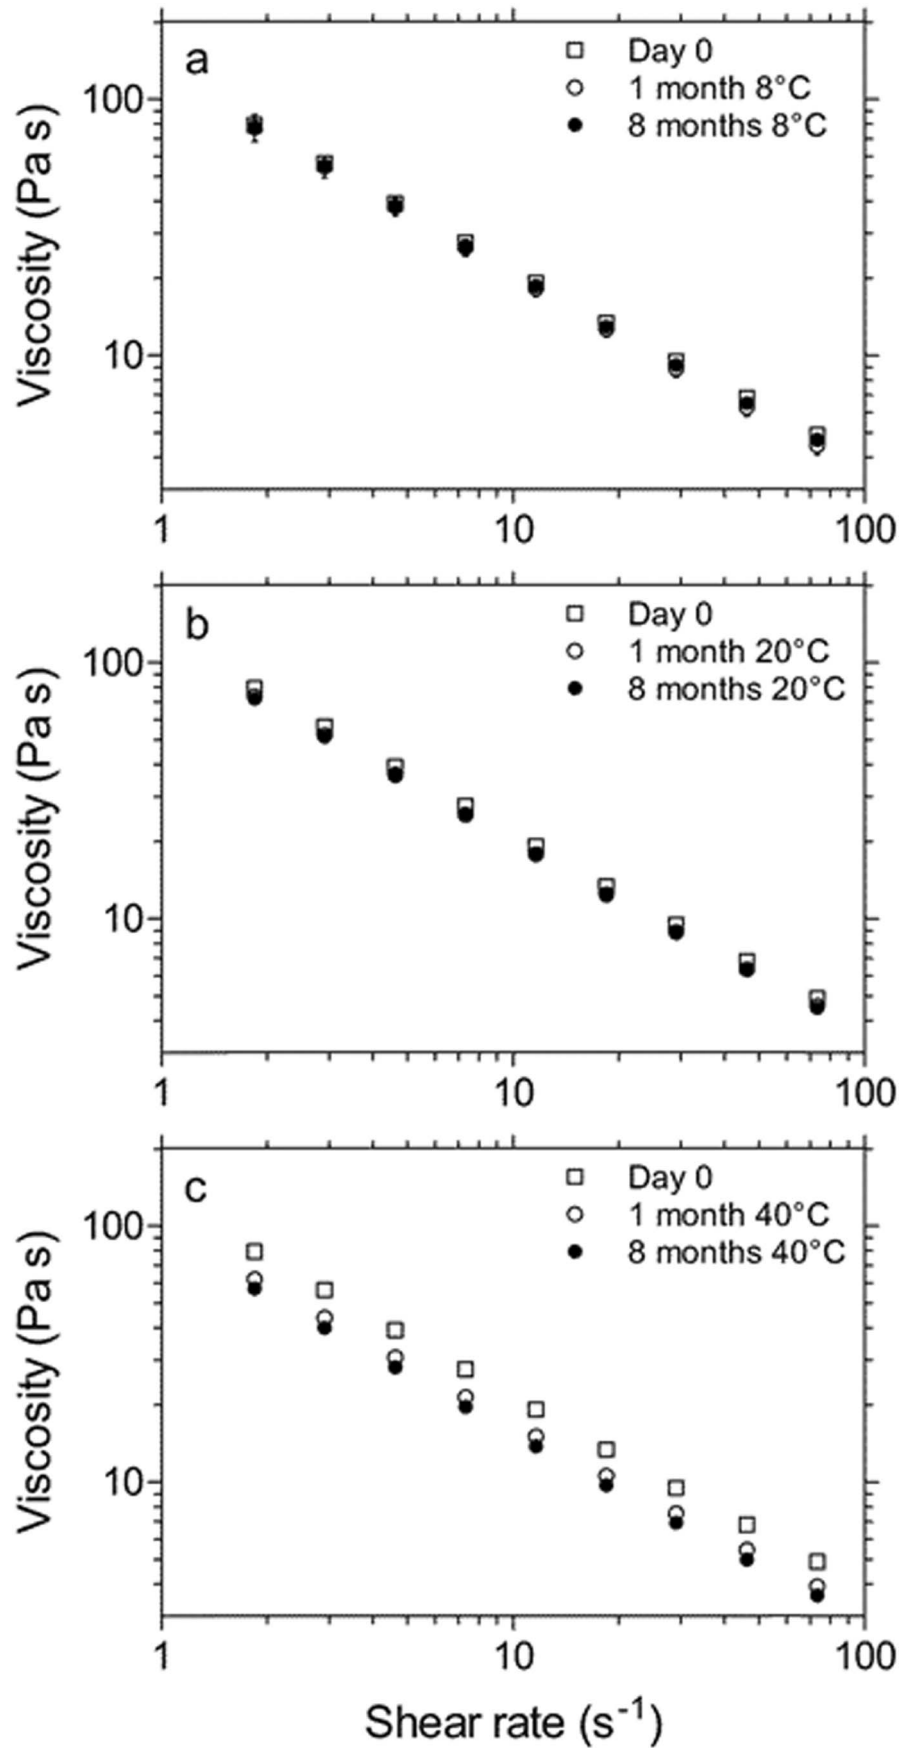 a
Day 0
1 month 8°C
8 months 8°C
Viscosity (Pa s)
100
10
1 10 100
b
Day 0
1 month 20°C
8 months 20°C
Viscosity (Pa s)
100
10
1 10 100
c
Day 0
1 month 40°C
8 months 40°C
Viscosity (Pa s)
100
10
1 10 100
Shear rate (s⁻¹)